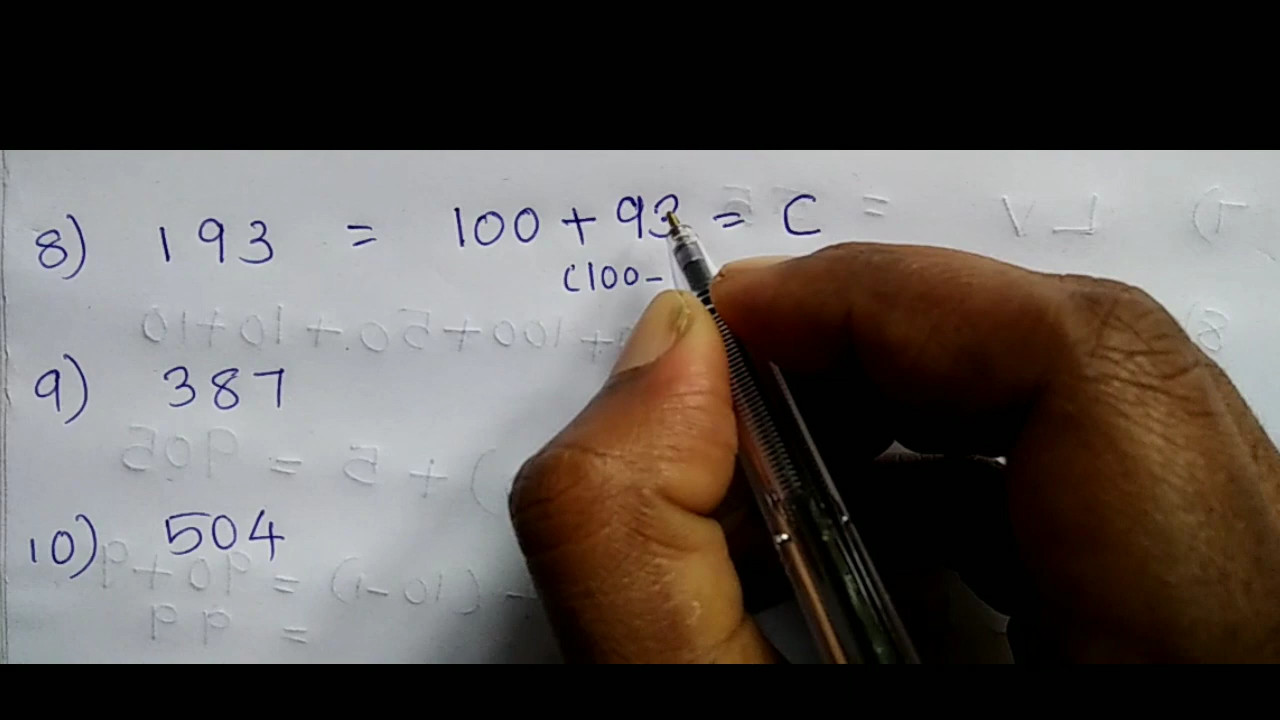 8) 193 = 100 + 93 = C
(100-
9) 387
10) 504